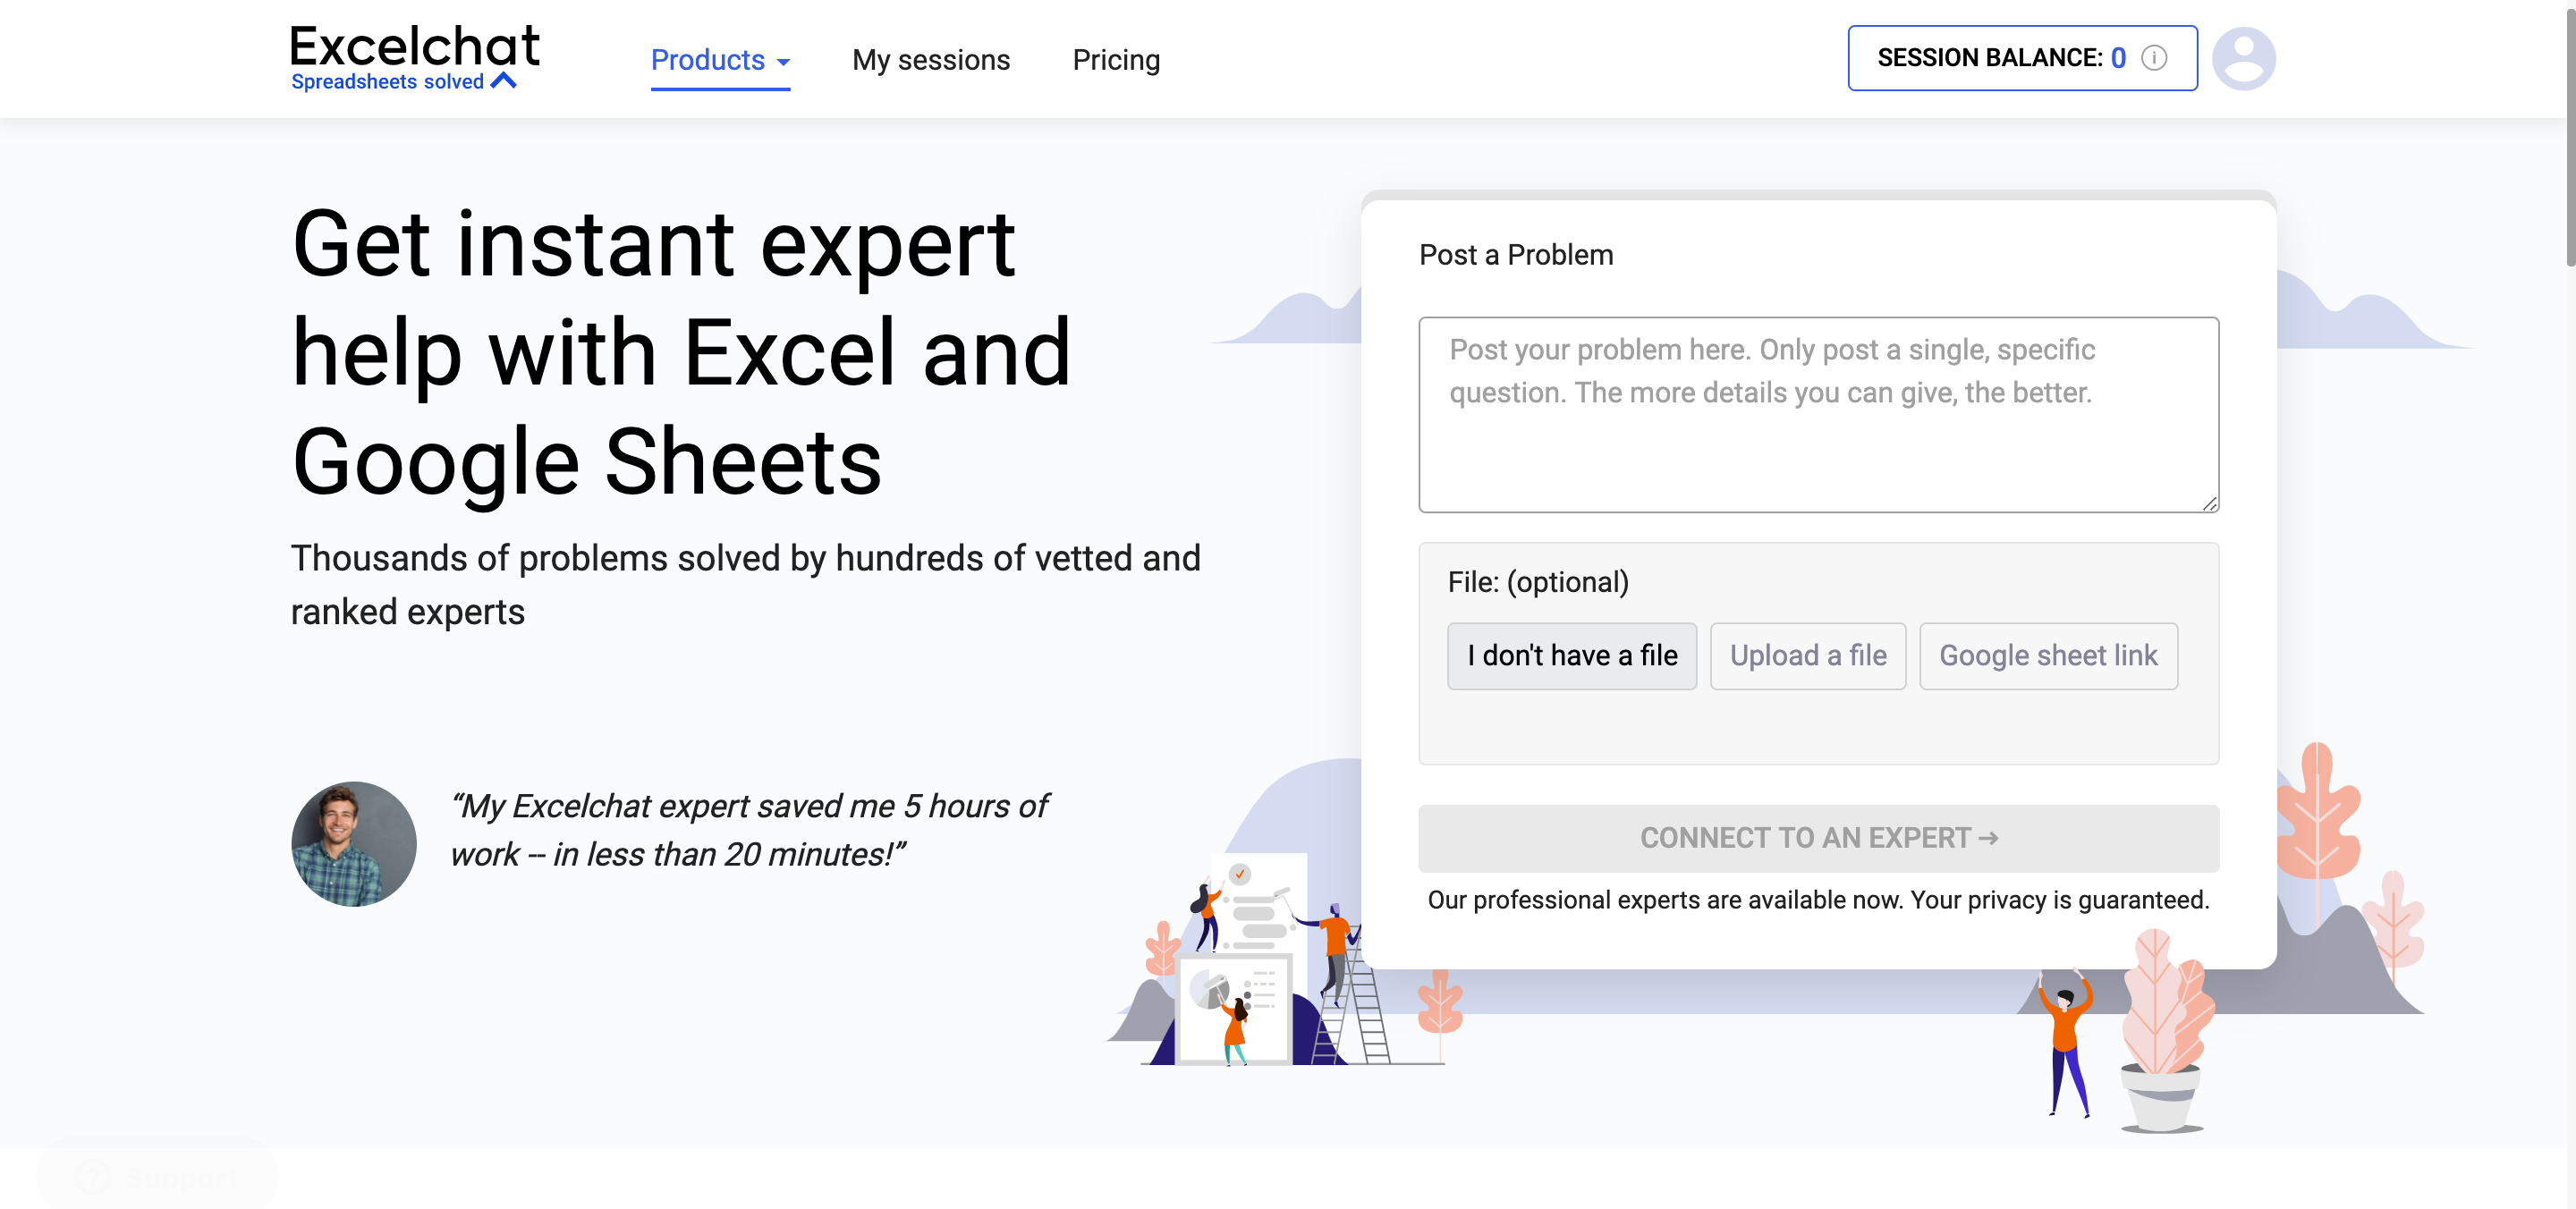 Excelchat
Spreadsheets solved
Products
My sessions
Pricing
SESSION BALANCE: 0
Get instant expert
help with Excel and
Google Sheets
Thousands of problems solved by hundreds of vetted and
ranked experts
“My Excelchat expert saved me 5 hours of
work -- in less than 20 minutes!”
Post a Problem
Post your problem here. Only post a single, specific
question. The more details you can give, the better.
File: (optional)
I don't have a file
Upload a file
Google sheet link
CONNECT TO AN EXPERT →
Our professional experts are available now. Your privacy is guaranteed.
Support